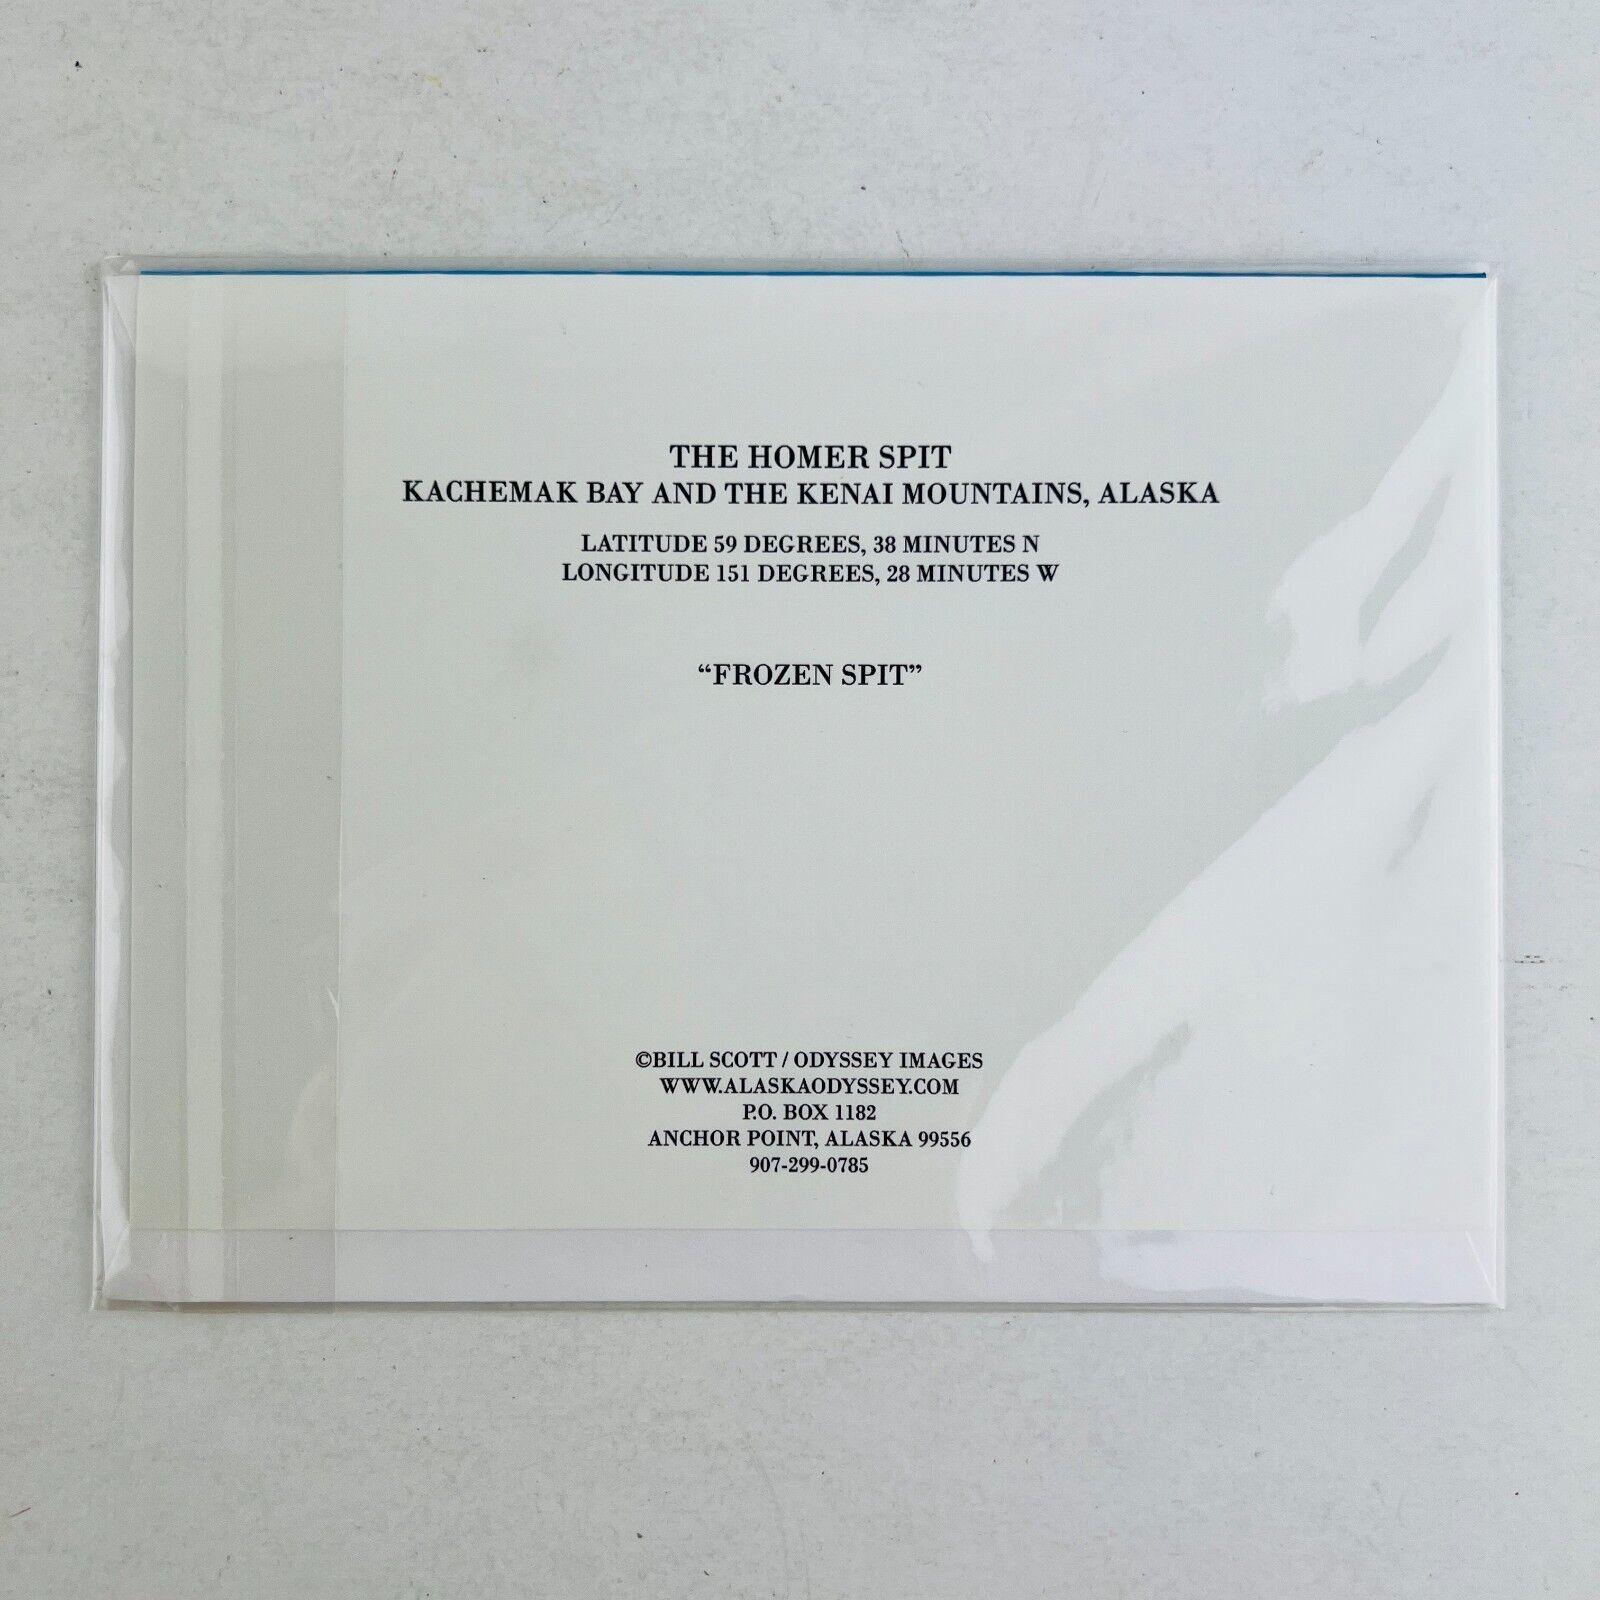 THE HOMER SPIT
KACHEMAK BAY AND THE KENAI MOUNTAINS, ALASKA
LATITUDE 59 DEGREES, 38 MINUTES N
LONGITUDE 151 DEGREES, 28 MINUTES W
“FROZEN SPIT”
©BILL SCOTT / ODYSSEY IMAGES
WWW.ALASKAODYSSEY.COM
P.O. BOX 1182
ANCHOR POINT, ALASKA 99556
907-299-0785